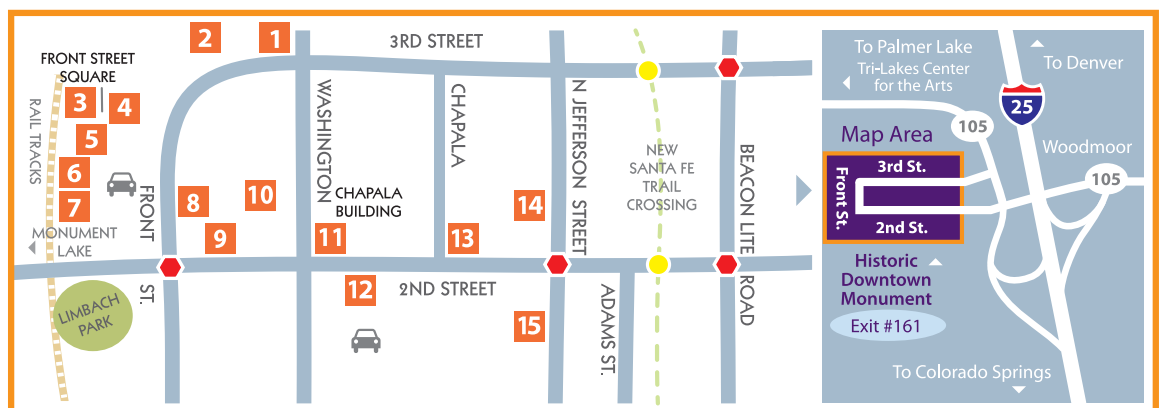 2
1
3RD STREET
FRONT STREET
SQUARE
3
4
5
6
7
RAIL TRACKS
MONUMENT
LAKE
LIMBACH
PARK
FRONT
ST.
8
9
10
WASHINGTON
CHAPALA
BUILDING
11
12
2ND STREET
CHAPALA
13
14
15
N JEFFERSON STREET
ADAMS ST.
NEW
SANTA FE
TRAIL
CROSSING
BEACON LITE
ROAD
To Palmer Lake
Tri-Lakes Center
for the Arts
To Denver
25
105
Woodmoor
105
Map Area
3rd St.
Front St.
2nd St.
Historic
Downtown
Monument
Exit #161
To Colorado Springs